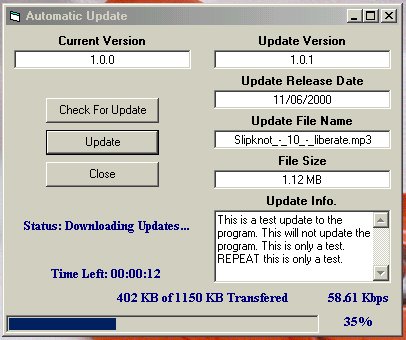 Automatic Update
Current Version
1.0.0
Update Version
1.0.1
Update Release Date
11/06/2000
Check For Update
Update File Name
Slipknot_-_10_-_liberate.mp3
Update
File Size
1.12 MB
Close
Update Info.
This is a test update to the
program. This will not update the
program. This is only a test.
REPEAT this is only a test.
Status: Downloading Updates...
Time Left: 00:00:12
402 KB of 1150 KB Transfered 58.61 Kbps
35%